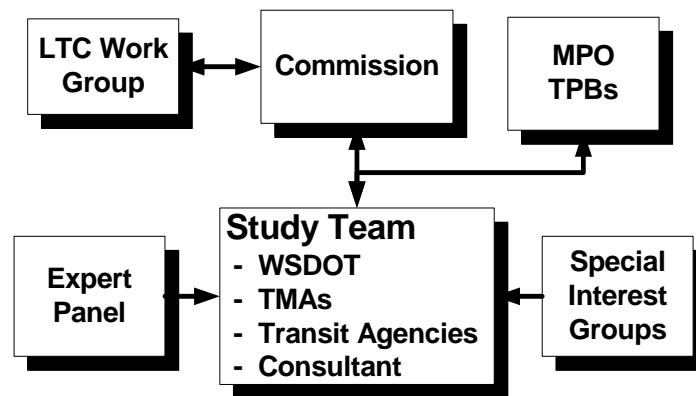 LTC Work
Group
Commission
MPO
TPBs
Expert
Panel
Study Team
- WSDOT
- TMAs
- Transit Agencies
- Consultant
Special
Interest
Groups